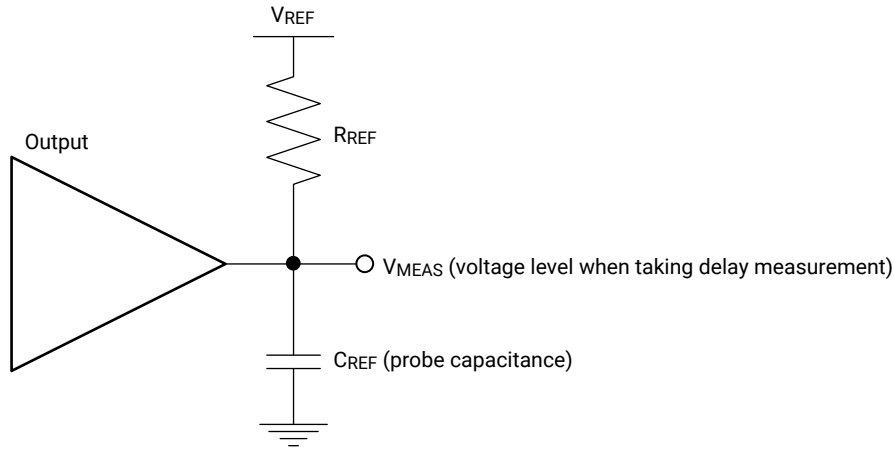 VREF
RREF
Output
VMEAS (voltage level when taking delay measurement)
CREF (probe capacitance)